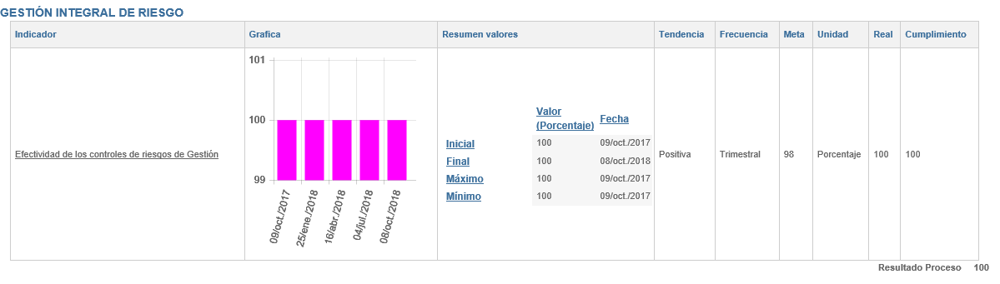 GESTIÓN INTEGRAL DE RIESGO
Indicador Grafica Resumen valores Tendencia Frecuencia Meta Unidad Real Cumplimiento
Efectividad de los controles de riesgos de Gestión
101
100
99
09/oct./2017 25/ene./2018 16/abr./2018 04/jul./2018 08/oct./2018
Valor
(Porcentaje) Fecha
Inicial 100 09/oct./2017
Final 100 08/oct./2018
Máximo 100 09/oct./2017
Mínimo 100 09/oct./2017
Positiva Trimestral 98 Porcentaje 100 100
Resultado Proceso 100